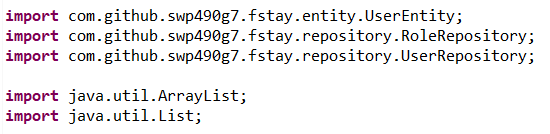 import com.github.swp490g7.fstay.entity.UserEntity;
import com.github.swp490g7.fstay.repository.RoleRepository;
import com.github.swp490g7.fstay.repository.UserRepository;
import java.util.ArrayList;
import java.util.List;